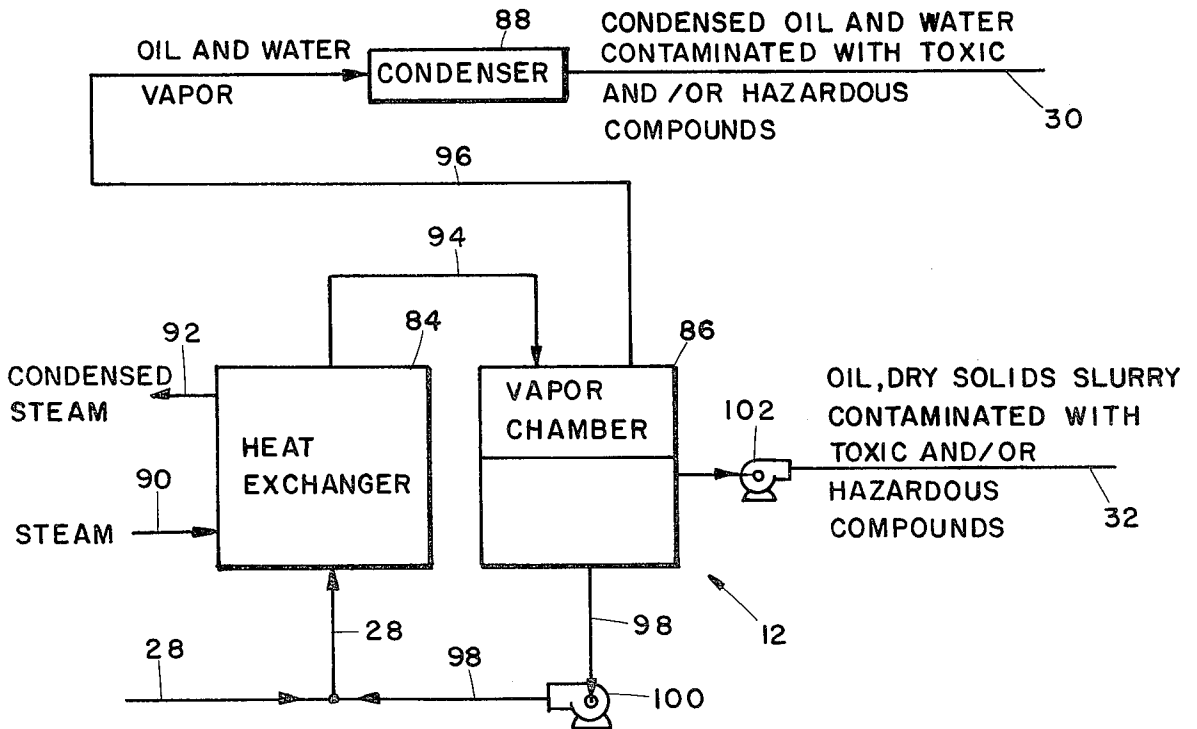 88
OIL AND WATER
VAPOR
CONDENSER
CONDENSED OIL AND WATER
CONTAMINATED WITH TOXIC
AND/OR HAZARDOUS
COMPOUNDS
30
96
94
92
84
86
CONDENSED
STEAM
HEAT
EXCHANGER
VAPOR
CHAMBER
102
OIL,DRY SOLIDS SLURRY
CONTAMINATED WITH
TOXIC AND/OR
HAZARDOUS
COMPOUNDS
32
90
STEAM
28
98
12
28
98
100